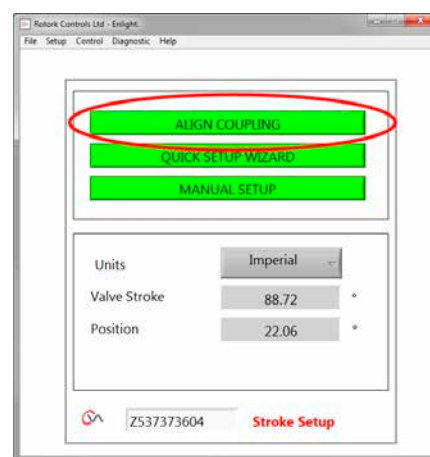 Rotork Controls Ltd - Enlight.
File Setup Control Diagnostic Help
ALIGN COUPLING
QUICK SETUP WIZARD
MANUAL SETUP
Units Imperial
Valve Stroke 88.72 °
Position 22.06 °
Z537373604 Stroke Setup